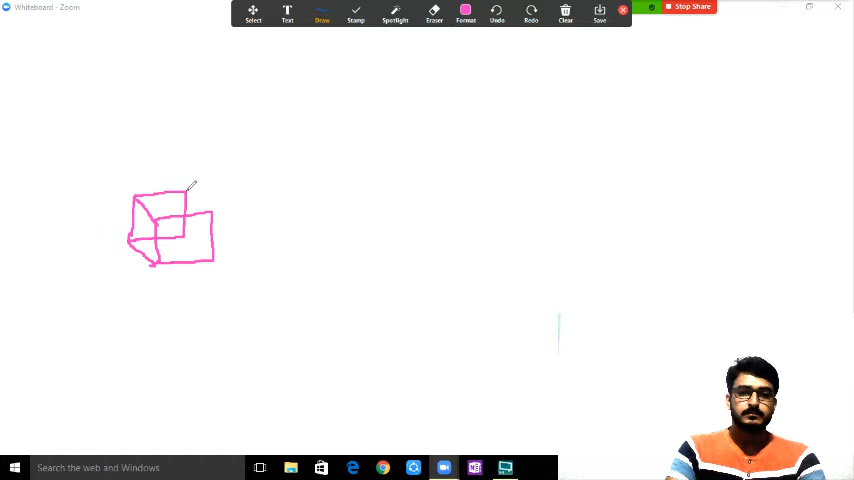 Whiteboard - Zoom
Select
Text
Draw
Stamp
Spotlight
Eraser
Format
Undo
Redo
Clear
Save
Stop Share
Search the web and Windows